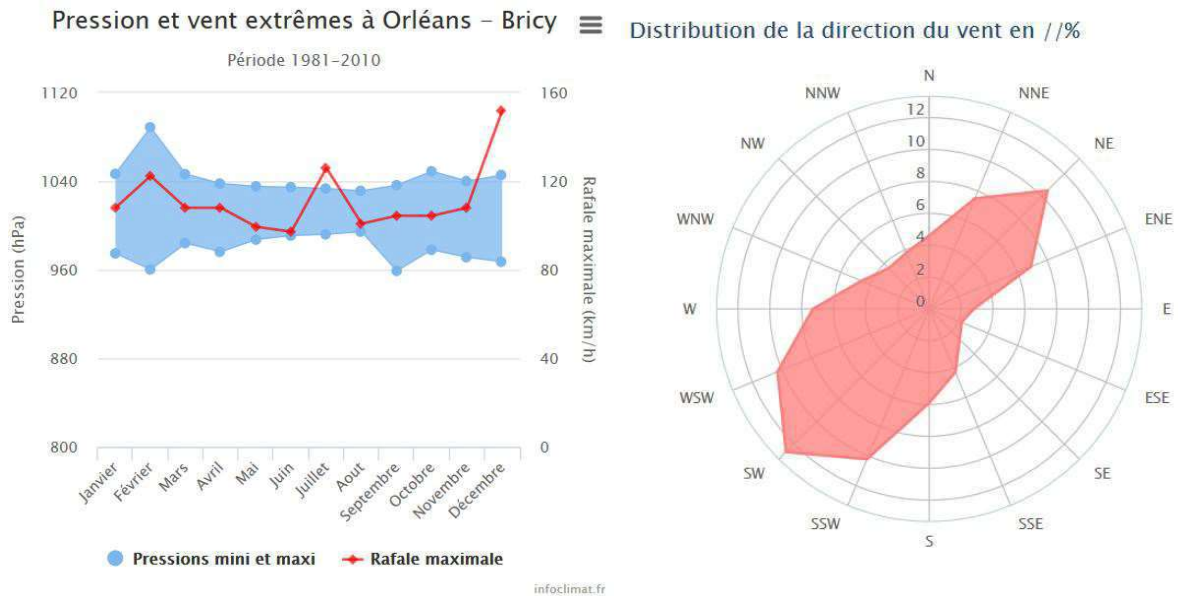 Pression et vent extrêmes à Orléans – Bricy
Période 1981-2010
1120
1040
960
880
800
Pression (hPa)
160
120
80
40
0
Rafale maximale (km/h)
Janvier
Février
Mars
Avril
Mai
Juin
Juillet
Aout
Septembre
Octobre
Novembre
Décembre
Pressions mini et maxi
Rafale maximale
infoclimat.fr
Distribution de la direction du vent en //%
N
NNE
NE
ENE
E
ESE
SE
SSE
S
SSW
SW
WSW
W
WNW
NW
NNW
12
10
8
6
4
2
0